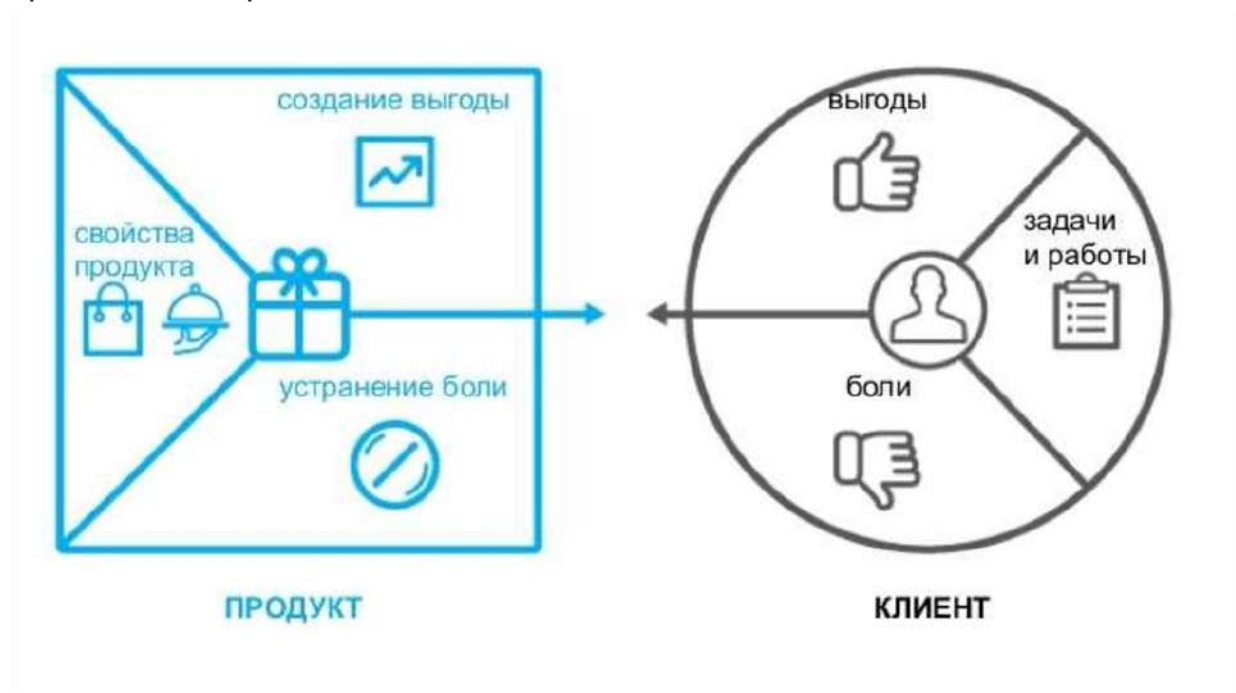 создание выгоды
свойства
продукта
устранение боли
ПРОДУКТ
выгоды
задачи
и работы
боли
КЛИЕНТ